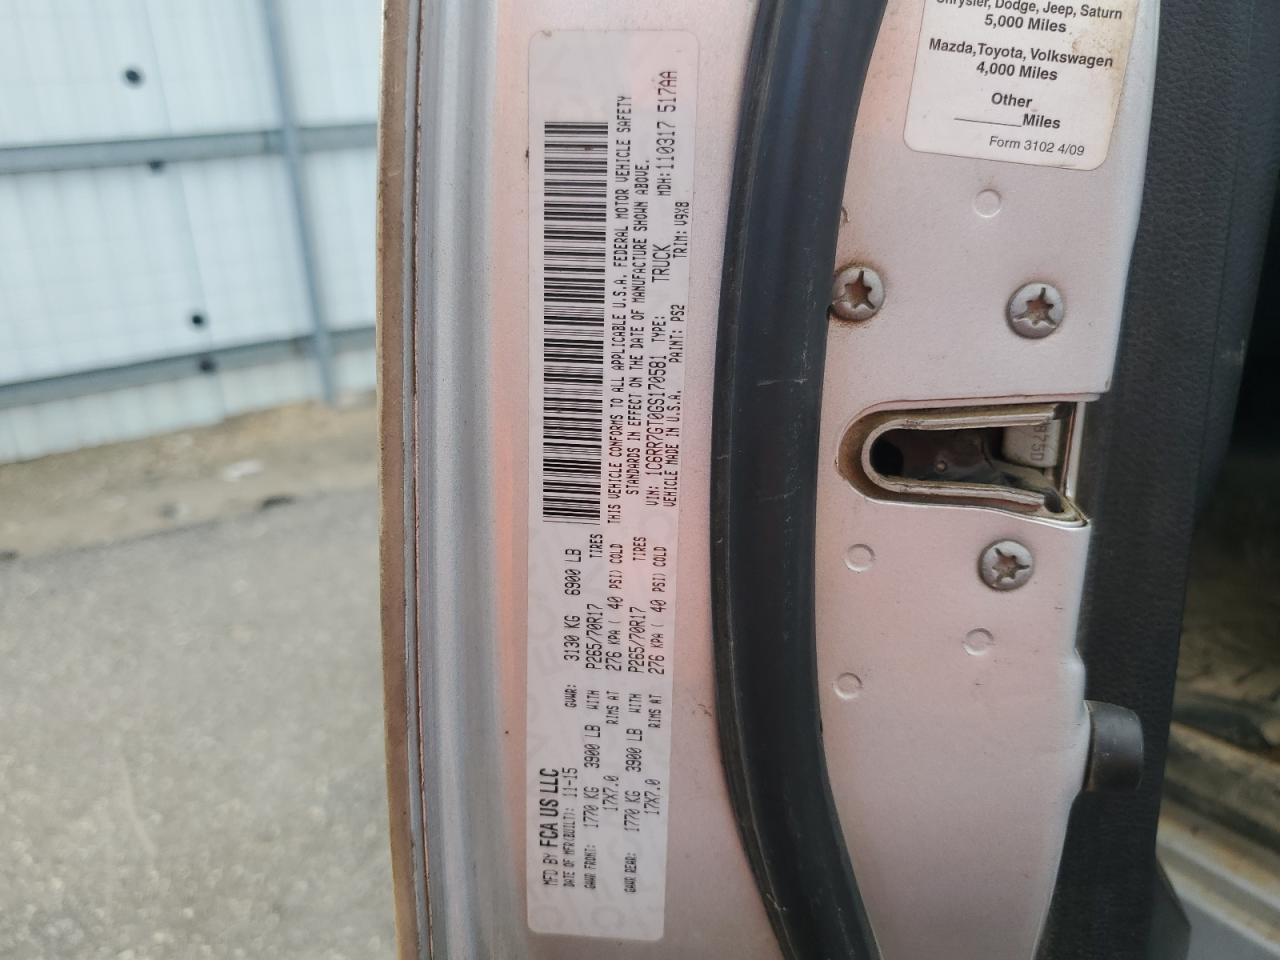 MFD BY FCA US LLC
DATE OF MFR(BUILT): 11-15 GVWR: 3130 KG 6900 LB
GAWR FRONT: 1770 KG 3900 LB WITH P265/70R17 TIRES
17X7.0 RIMS AT 276 KPA ( 40 PSI) COLD
GAWR REAR: 1770 KG 3900 LB WITH P265/70R17 TIRES
17X7.0 RIMS AT 276 KPA ( 40 PSI) COLD
THIS VEHICLE CONFORMS TO ALL APPLICABLE U.S.A. FEDERAL MOTOR VEHICLE SAFETY
STANDARDS IN EFFECT ON THE DATE OF MANUFACTURE SHOWN ABOVE.
VIN: 1C6RR7GT0GS170581 TYPE: TRUCK MDH: 110317 517AA
VEHICLE MADE IN U.S.A. PAINT: PS2 TRIM: V9X8
Chrysler, Dodge, Jeep, Saturn
5,000 Miles
Mazda, Toyota, Volkswagen
4,000 Miles
Other
______Miles
Form 3102 4/09